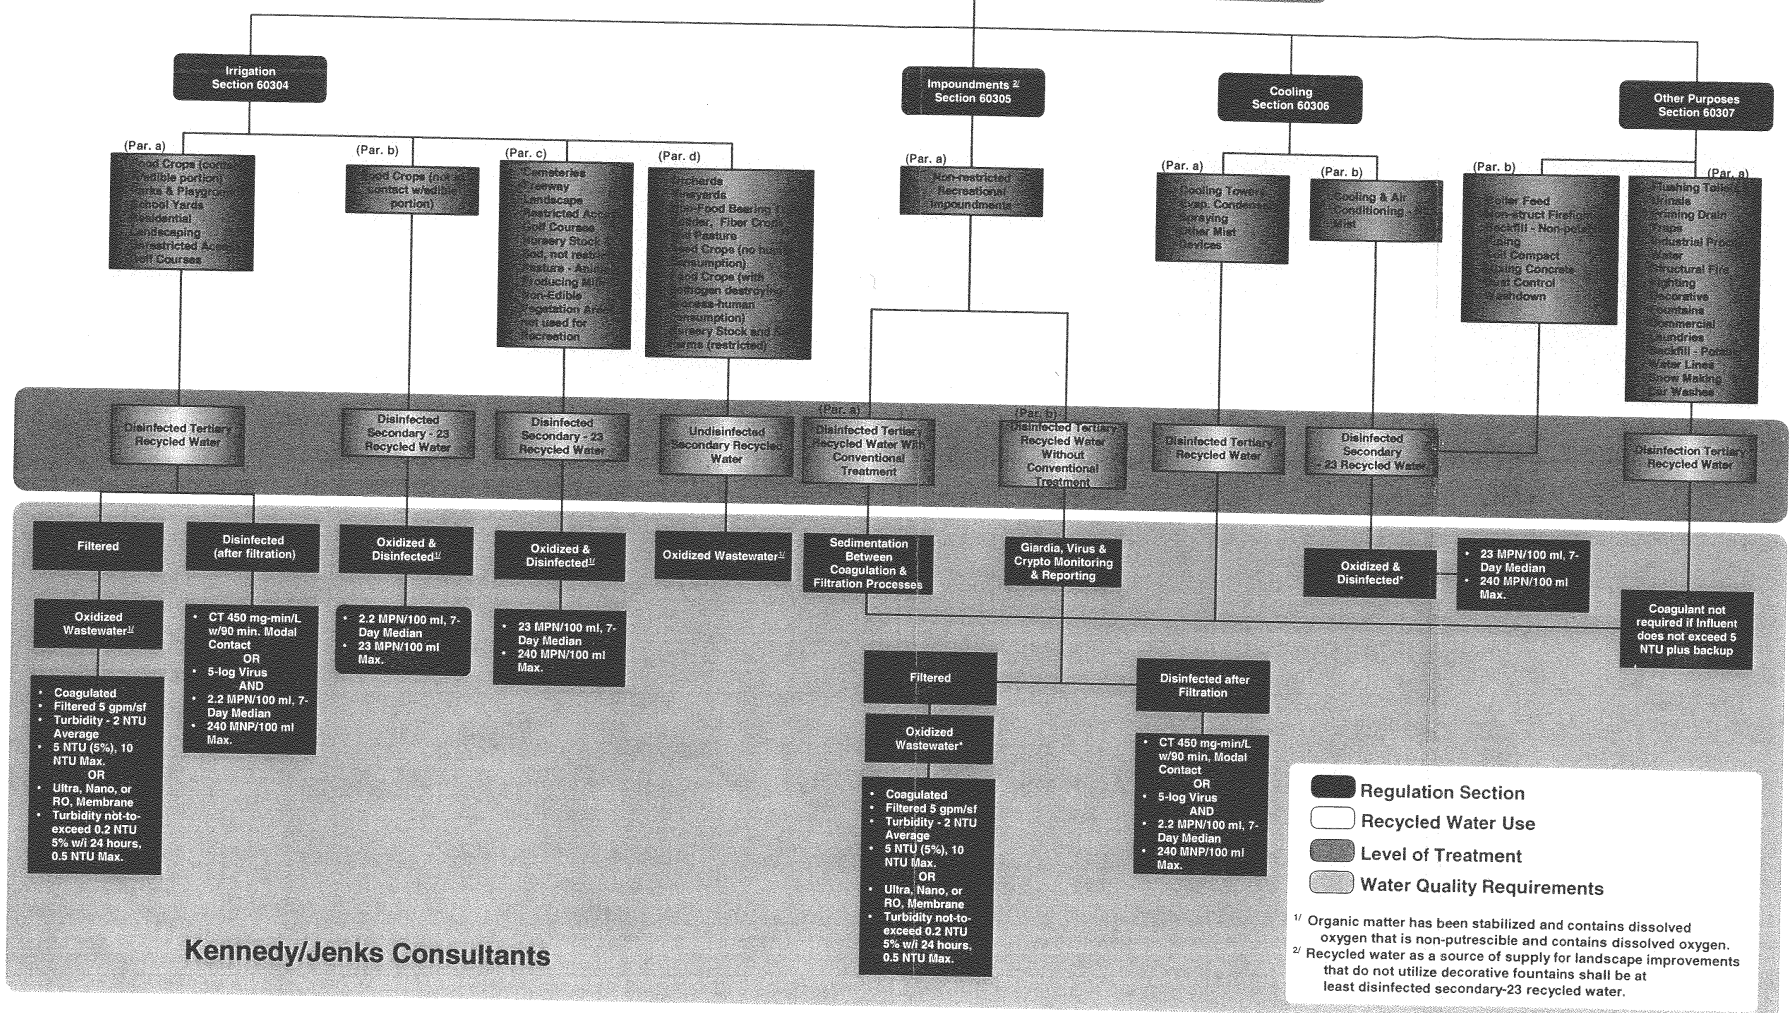 Irrigation
Section 60304
Impoundments 2/
Section 60305
Cooling
Section 60306
Other Purposes
Section 60307
(Par. a)
Food Crops
w/edible portion)
Parks & Playgrounds
School Yards
Residential
Landscaping
Unrestricted
Golf Courses
(Par. b)
Food Crops (not
contact w/edible
portion)
(Par. c)
Cemeteries
Freeway
Landscape
Restricted
Golf Courses
Nursery Stock
Sod, not
Pasture -
Producing
Non-Edible
Vegetation
not used for
Recreation
(Par. d)
Orchards
Vineyards
Food Bearing
Fodder, Fiber
Pasture
Food Crops (no
consumption)
Food Crops (with
destroying
human
consumption)
Nursery Stock and
Farms (restricted)
(Par. a)
Non-restricted
Recreational
Impoundments
(Par. a)
Cooling Towers
Evap.
Spraying
Other Mist
Devices
(Par. b)
Cooling & Air
Conditioning -
Mist
(Par. b)
Boiler Feed
Non-struct
Backfill -
Piping
Soil Compact
Mixing Concrete
Dust Control
Washdown
(Par. a)
Flushing
Urinals
Priming Drain
Traps
Industrial
Water
Structural Fire
Fighting
Decorative
Fountains
Commercial
Laundries
Backfill -
Water Lines
Snow Making
Car Washes
Disinfected Tertiary
Recycled Water
Disinfected
Secondary - 23
Recycled Water
Disinfected
Secondary - 23
Recycled Water
Undisinfected
Secondary Recycled
Water
(Par. a)
Disinfected Tertiary
Recycled Water With
Conventional
Treatment
(Par. b)
Disinfected Tertiary
Recycled Water
Without
Conventional
Treatment
Disinfected Tertiary
Recycled Water
Disinfected
Secondary
- 23 Recycled Water
Disinfection Tertiary
Recycled Water
Filtered
Disinfected
(after filtration)
Oxidized &
Disinfected1/
Oxidized &
Disinfected1/
Oxidized Wastewater1/
Sedimentation
Between
Coagulation &
Filtration Processes
Giardia, Virus &
Crypto Monitoring
& Reporting
Oxidized &
Disinfected*
• 23 MPN/100 ml, 7-
Day Median
• 240 MPN/100 ml
Max.
Oxidized
Wastewater1/
• CT 450 mg-min/L
w/90 min. Modal
Contact
OR
• 5-log Virus
AND
• 2.2 MPN/100 ml, 7-
Day Median
• 240 MNP/100 ml
Max.
• 2.2 MPN/100 ml, 7-
Day Median
• 23 MPN/100 ml
Max.
• 23 MPN/100 ml, 7-
Day Median
• 240 MPN/100 ml
Max.
Coagulant not
required if Influent
does not exceed 5
NTU plus backup
• Coagulated
• Filtered 5 gpm/sf
• Turbidity - 2 NTU
Average
• 5 NTU (5%), 10
NTU Max.
OR
• Ultra, Nano, or
RO, Membrane
• Turbidity not-to-
exceed 0.2 NTU
5% w/i 24 hours,
0.5 NTU Max.
Filtered
Disinfected after
Filtration
Oxidized
Wastewater*
• Coagulated
• Filtered 5 gpm/sf
• Turbidity - 2 NTU
Average
• 5 NTU (5%), 10
NTU Max.
OR
• Ultra, Nano, or
RO, Membrane
• Turbidity not-to-
exceed 0.2 NTU
5% w/i 24 hours,
0.5 NTU Max.
• CT 450 mg-min/L
w/90 min, Modal
Contact
OR
• 5-log Virus
AND
• 2.2 MPN/100 ml, 7-
Day Median
• 240 MNP/100 ml
Max.
Regulation Section
Recycled Water Use
Level of Treatment
Water Quality Requirements
1/ Organic matter has been stabilized and contains dissolved
oxygen that is non-putrescible and contains dissolved oxygen.
2/ Recycled water as a source of supply for landscape improvements
that do not utilize decorative fountains shall be at
least disinfected secondary-23 recycled water.
Kennedy/Jenks Consultants